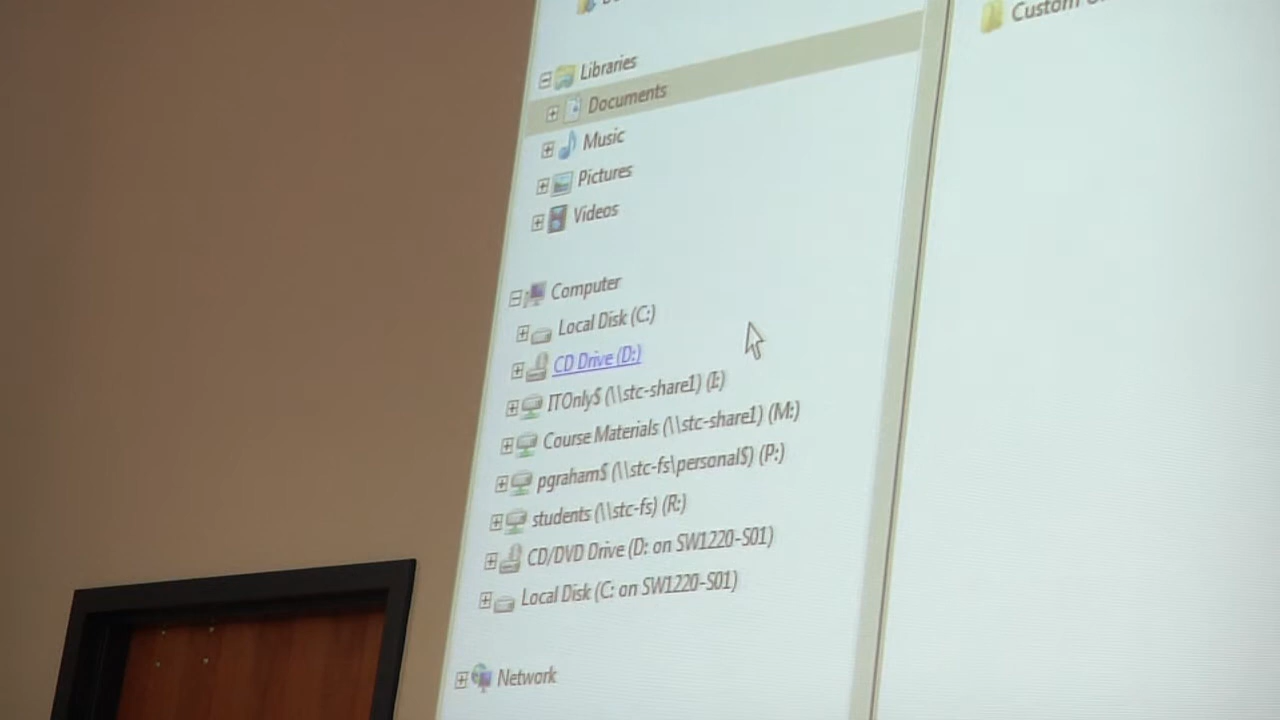 Libraries
Documents
Music
Pictures
Videos
Computer
Local Disk (C:)
CD Drive (D:)
ITOnly$ (\\stc-share1) (I:)
Course Materials (\\stc-share1) (M:)
pgraham$ (\\stc-fs\personal$) (P:)
students (\\stc-fs) (R:)
CD/DVD Drive (D: on SW1220-S01)
Local Disk (C: on SW1220-S01)
Network
Custom